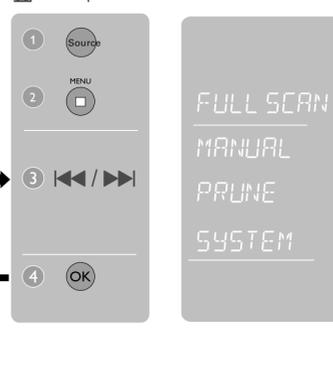 1 Source
MENU
2
3 /
4 OK
FULL SCAN
MANUAL
PRUNE
SYSTEM